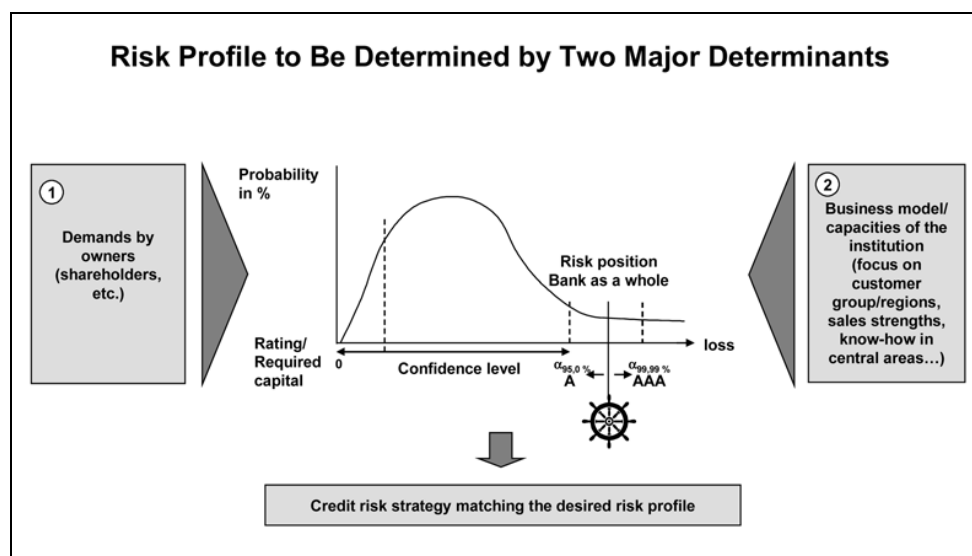 Risk Profile to Be Determined by Two Major Determinants
1
Demands by
owners
(shareholders,
etc.)
Probability
in %
Risk position
Bank as a whole
Rating/
Required
capital
0
Confidence level
loss
α95,0 %
A
α99,99 %
AAA
2
Business model/
capacities of the
institution
(focus on
customer
group/regions,
sales strengths,
know-how in
central areas…)
Credit risk strategy matching the desired risk profile